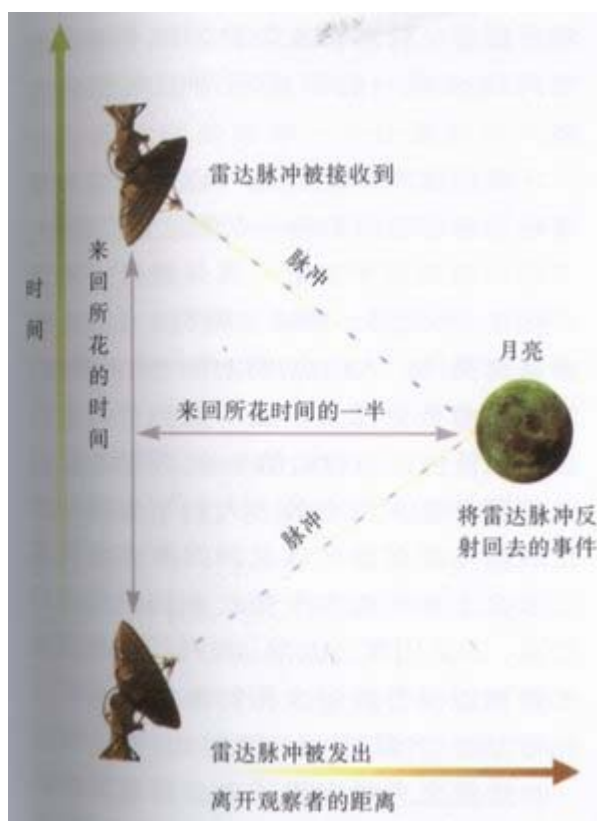 雷达脉冲被接收到
脉冲
时间
来回所花的时间
月亮
来回所花时间的一半
将雷达脉冲反
射回去的事件
脉冲
雷达脉冲被发出
离开观察者的距离